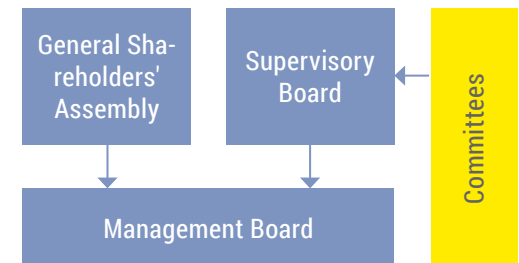 General Sha-
reholders'
Assembly
Supervisory
Board
Committees
Management Board